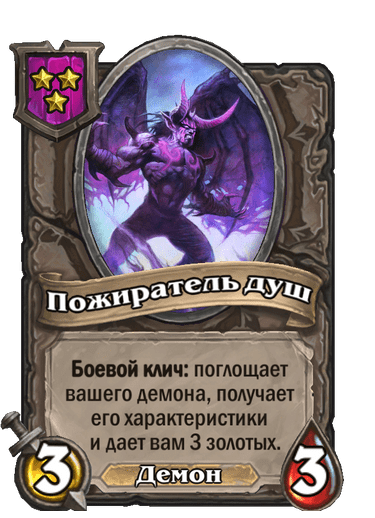 Пожиратель душ
Боевой клич: поглощает
вашего демона, получает
его характеристики
и дает вам 3 золотых.
3
Демон
3